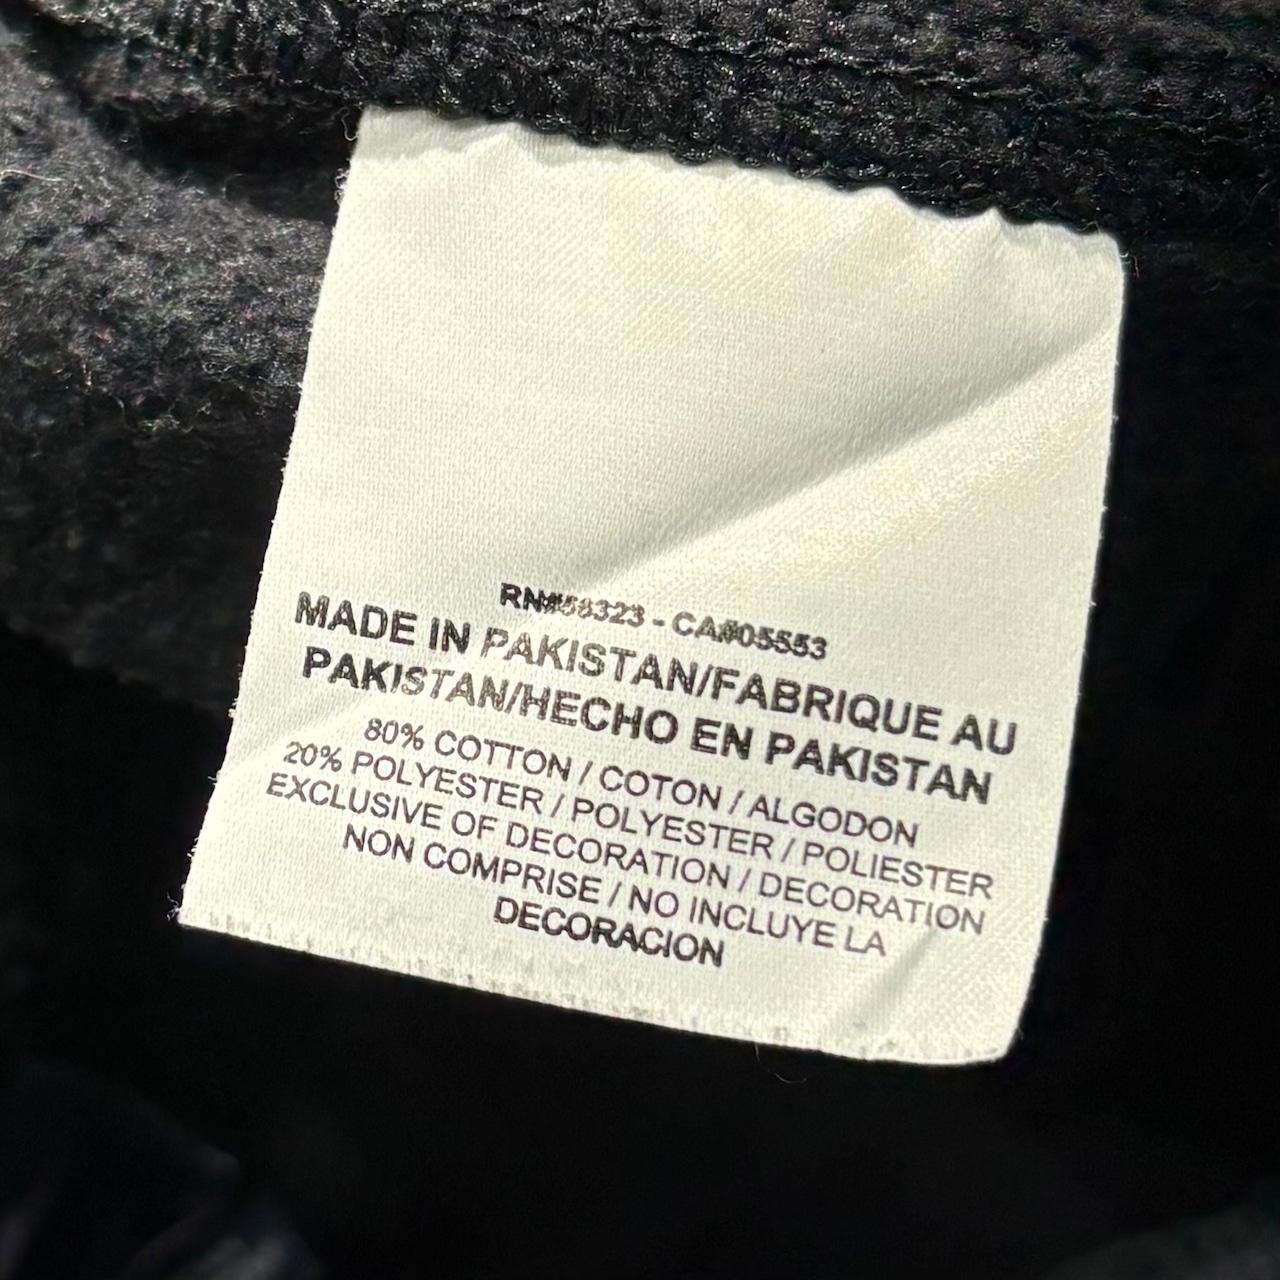 RN#58323 - CA#05553
MADE IN PAKISTAN/FABRIQUE AU
PAKISTAN/HECHO EN PAKISTAN
80% COTTON / COTON / ALGODON
20% POLYESTER / POLYESTER / POLIESTER
EXCLUSIVE OF DECORATION / DECORATION
NON COMPRISE / NO INCLUYE LA
DECORACION